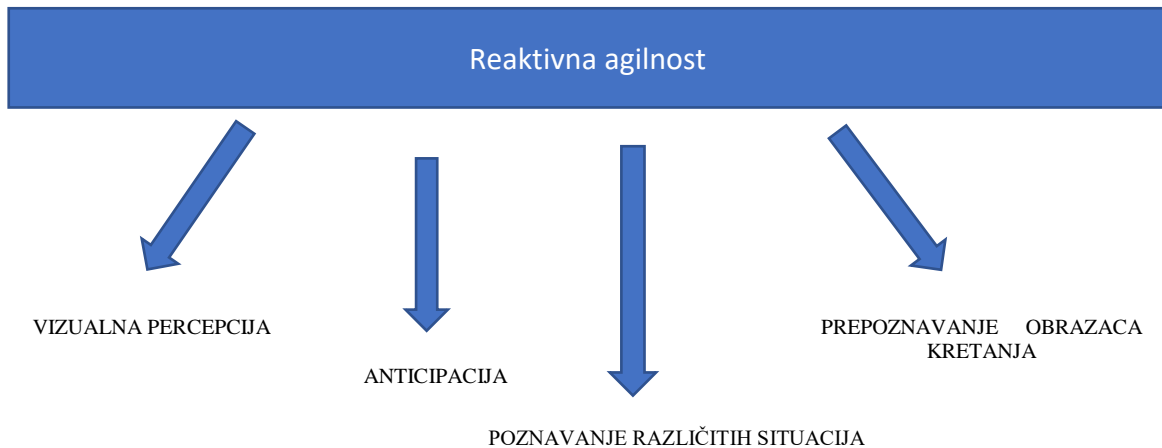 Reaktivna agilnost
VIZUALNA PERCEPCIJA
ANTICIPACIJA
POZNAVANJE RAZLIČITIH SITUACIJA
PREPOZNAVANJE OBRAZACA
KRETANJA